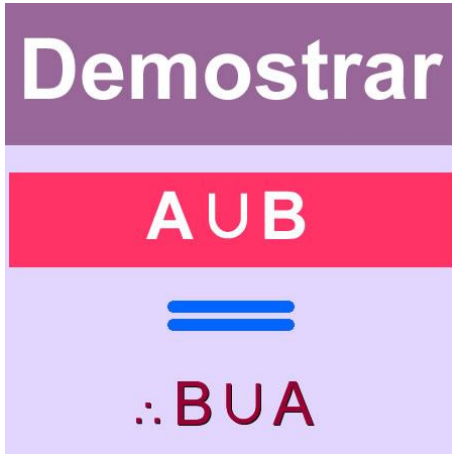 Demostrar
A∪B
=
∴B∪A